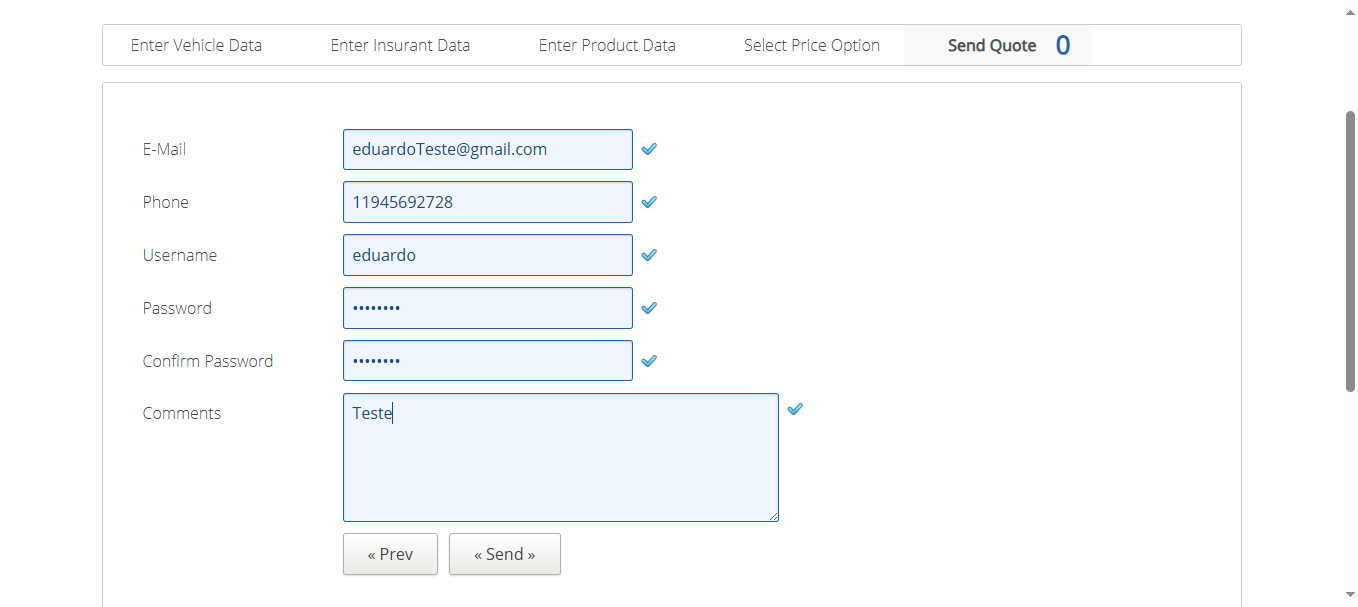 Enter Vehicle Data Enter Insurant Data Enter Product Data Select Price Option Send Quote 0
E-Mail eduardoTeste@gmail.com
Phone 11945692728
Username eduardo
Password ••••••••
Confirm Password ••••••••
Comments Teste
« Prev « Send »